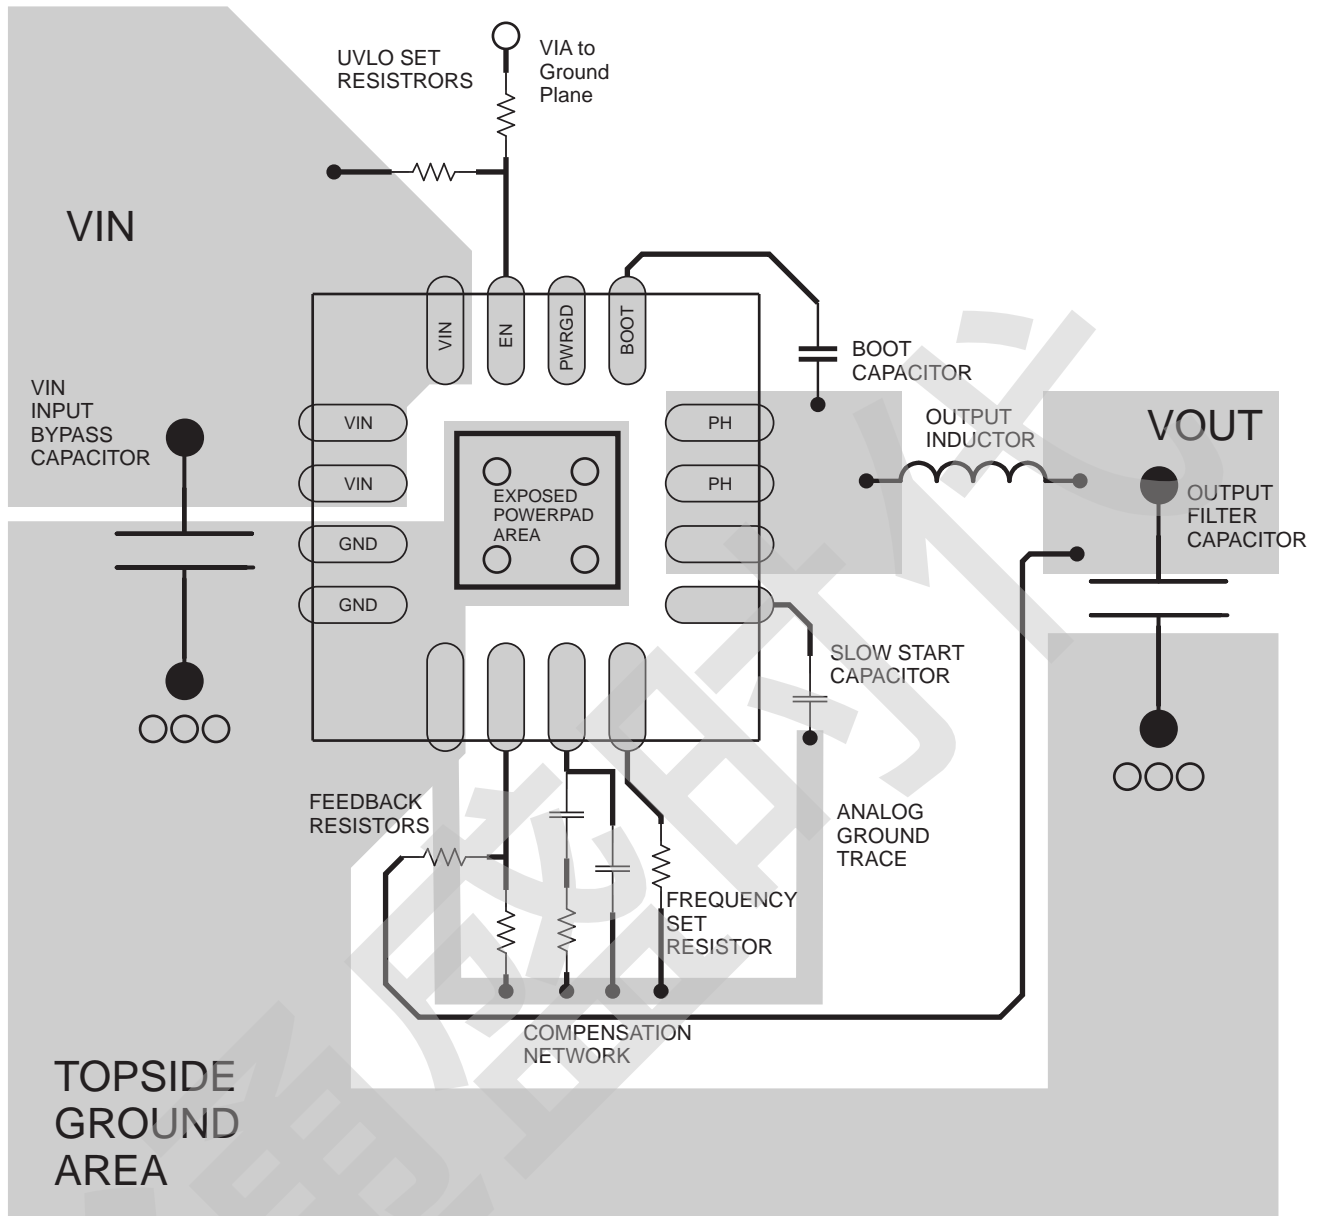 UVLO SET
RESISTRORS
VIA to
Ground
Plane
VIN
VIN
EN
PWRGD
BOOT
BOOT
CAPACITOR
VIN
INPUT
BYPASS
CAPACITOR
VIN
VIN
GND
GND
EXPOSED
POWERPAD
AREA
PH
PH
OUTPUT
INDUCTOR
VOUT
OUTPUT
FILTER
CAPACITOR
SLOW START
CAPACITOR
FEEDBACK
RESISTORS
ANALOG
GROUND
TRACE
FREQUENCY
SET
RESISTOR
COMPENSATION
NETWORK
TOPSIDE
GROUND
AREA